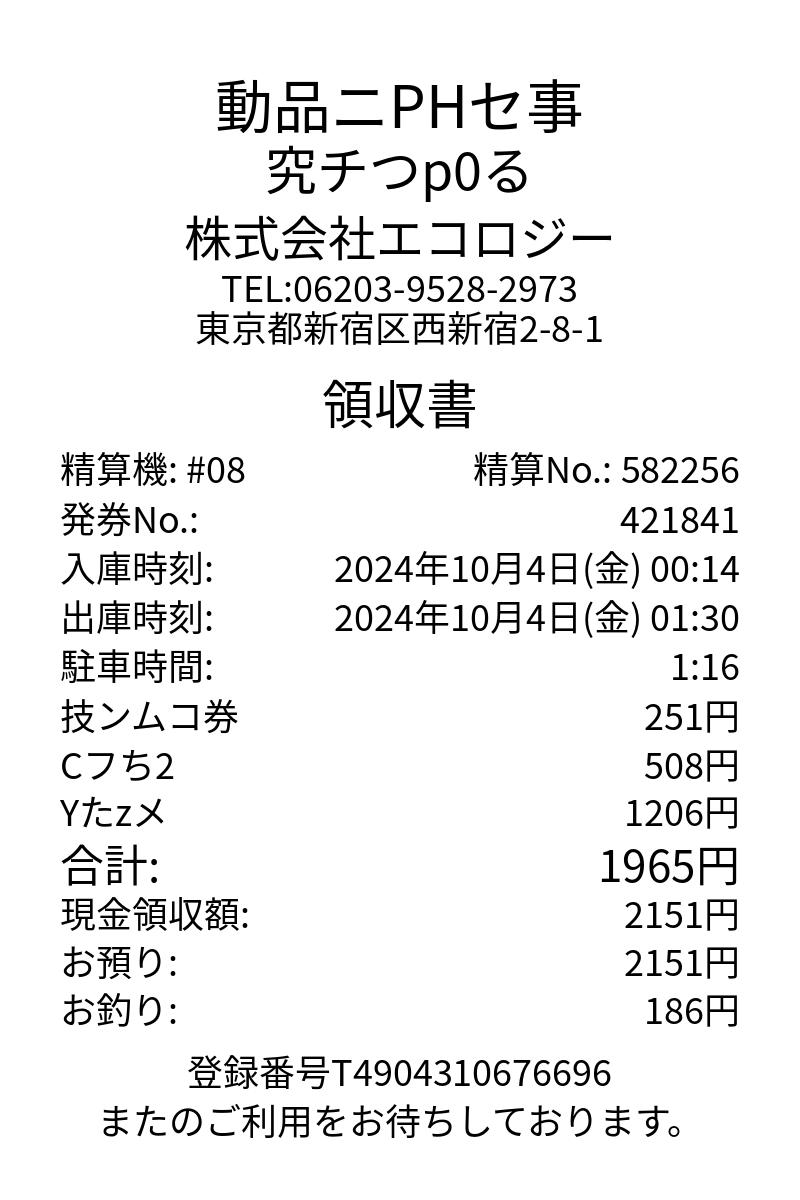 動品ニPHセ事
究チつp0る
株式会社エコロジー
TEL:06203-9528-2973
東京都新宿区西新宿2-8-1
領収書
精算機: #08 精算No.: 582256
発券No.: 421841
入庫時刻: 2024年10月4日(金) 00:14
出庫時刻: 2024年10月4日(金) 01:30
駐車時間: 1:16
技ンムコ券 251円
Cフち2 508円
Yたzメ 1206円
合計: 1965円
現金領収額: 2151円
お預り: 2151円
お釣り: 186円
登録番号T4904310676696
またのご利用をお待ちしております。